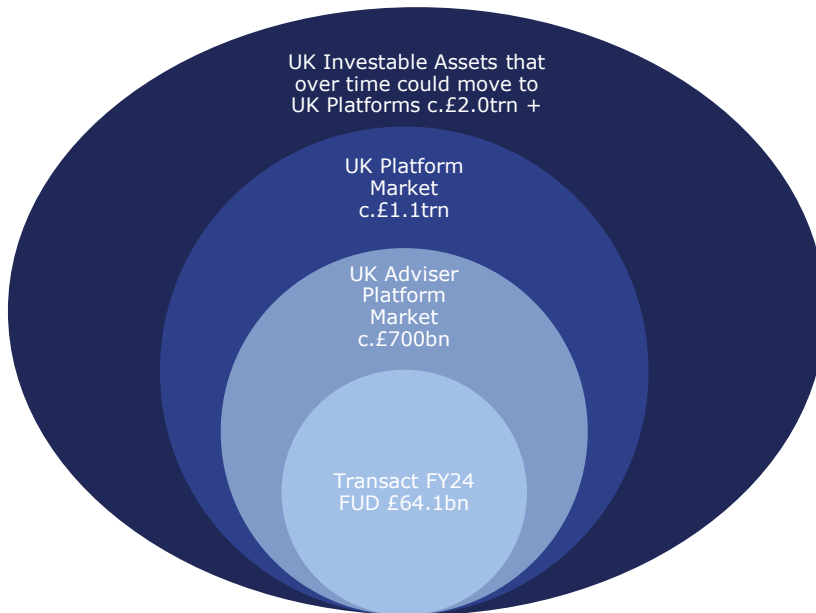 UK Investable Assets that
over time could move to
UK Platforms c.£2.0trn +
UK Platform
Market
c.£1.1trn
UK Adviser
Platform
Market
c.£700bn
Transact FY24
FUD £64.1bn